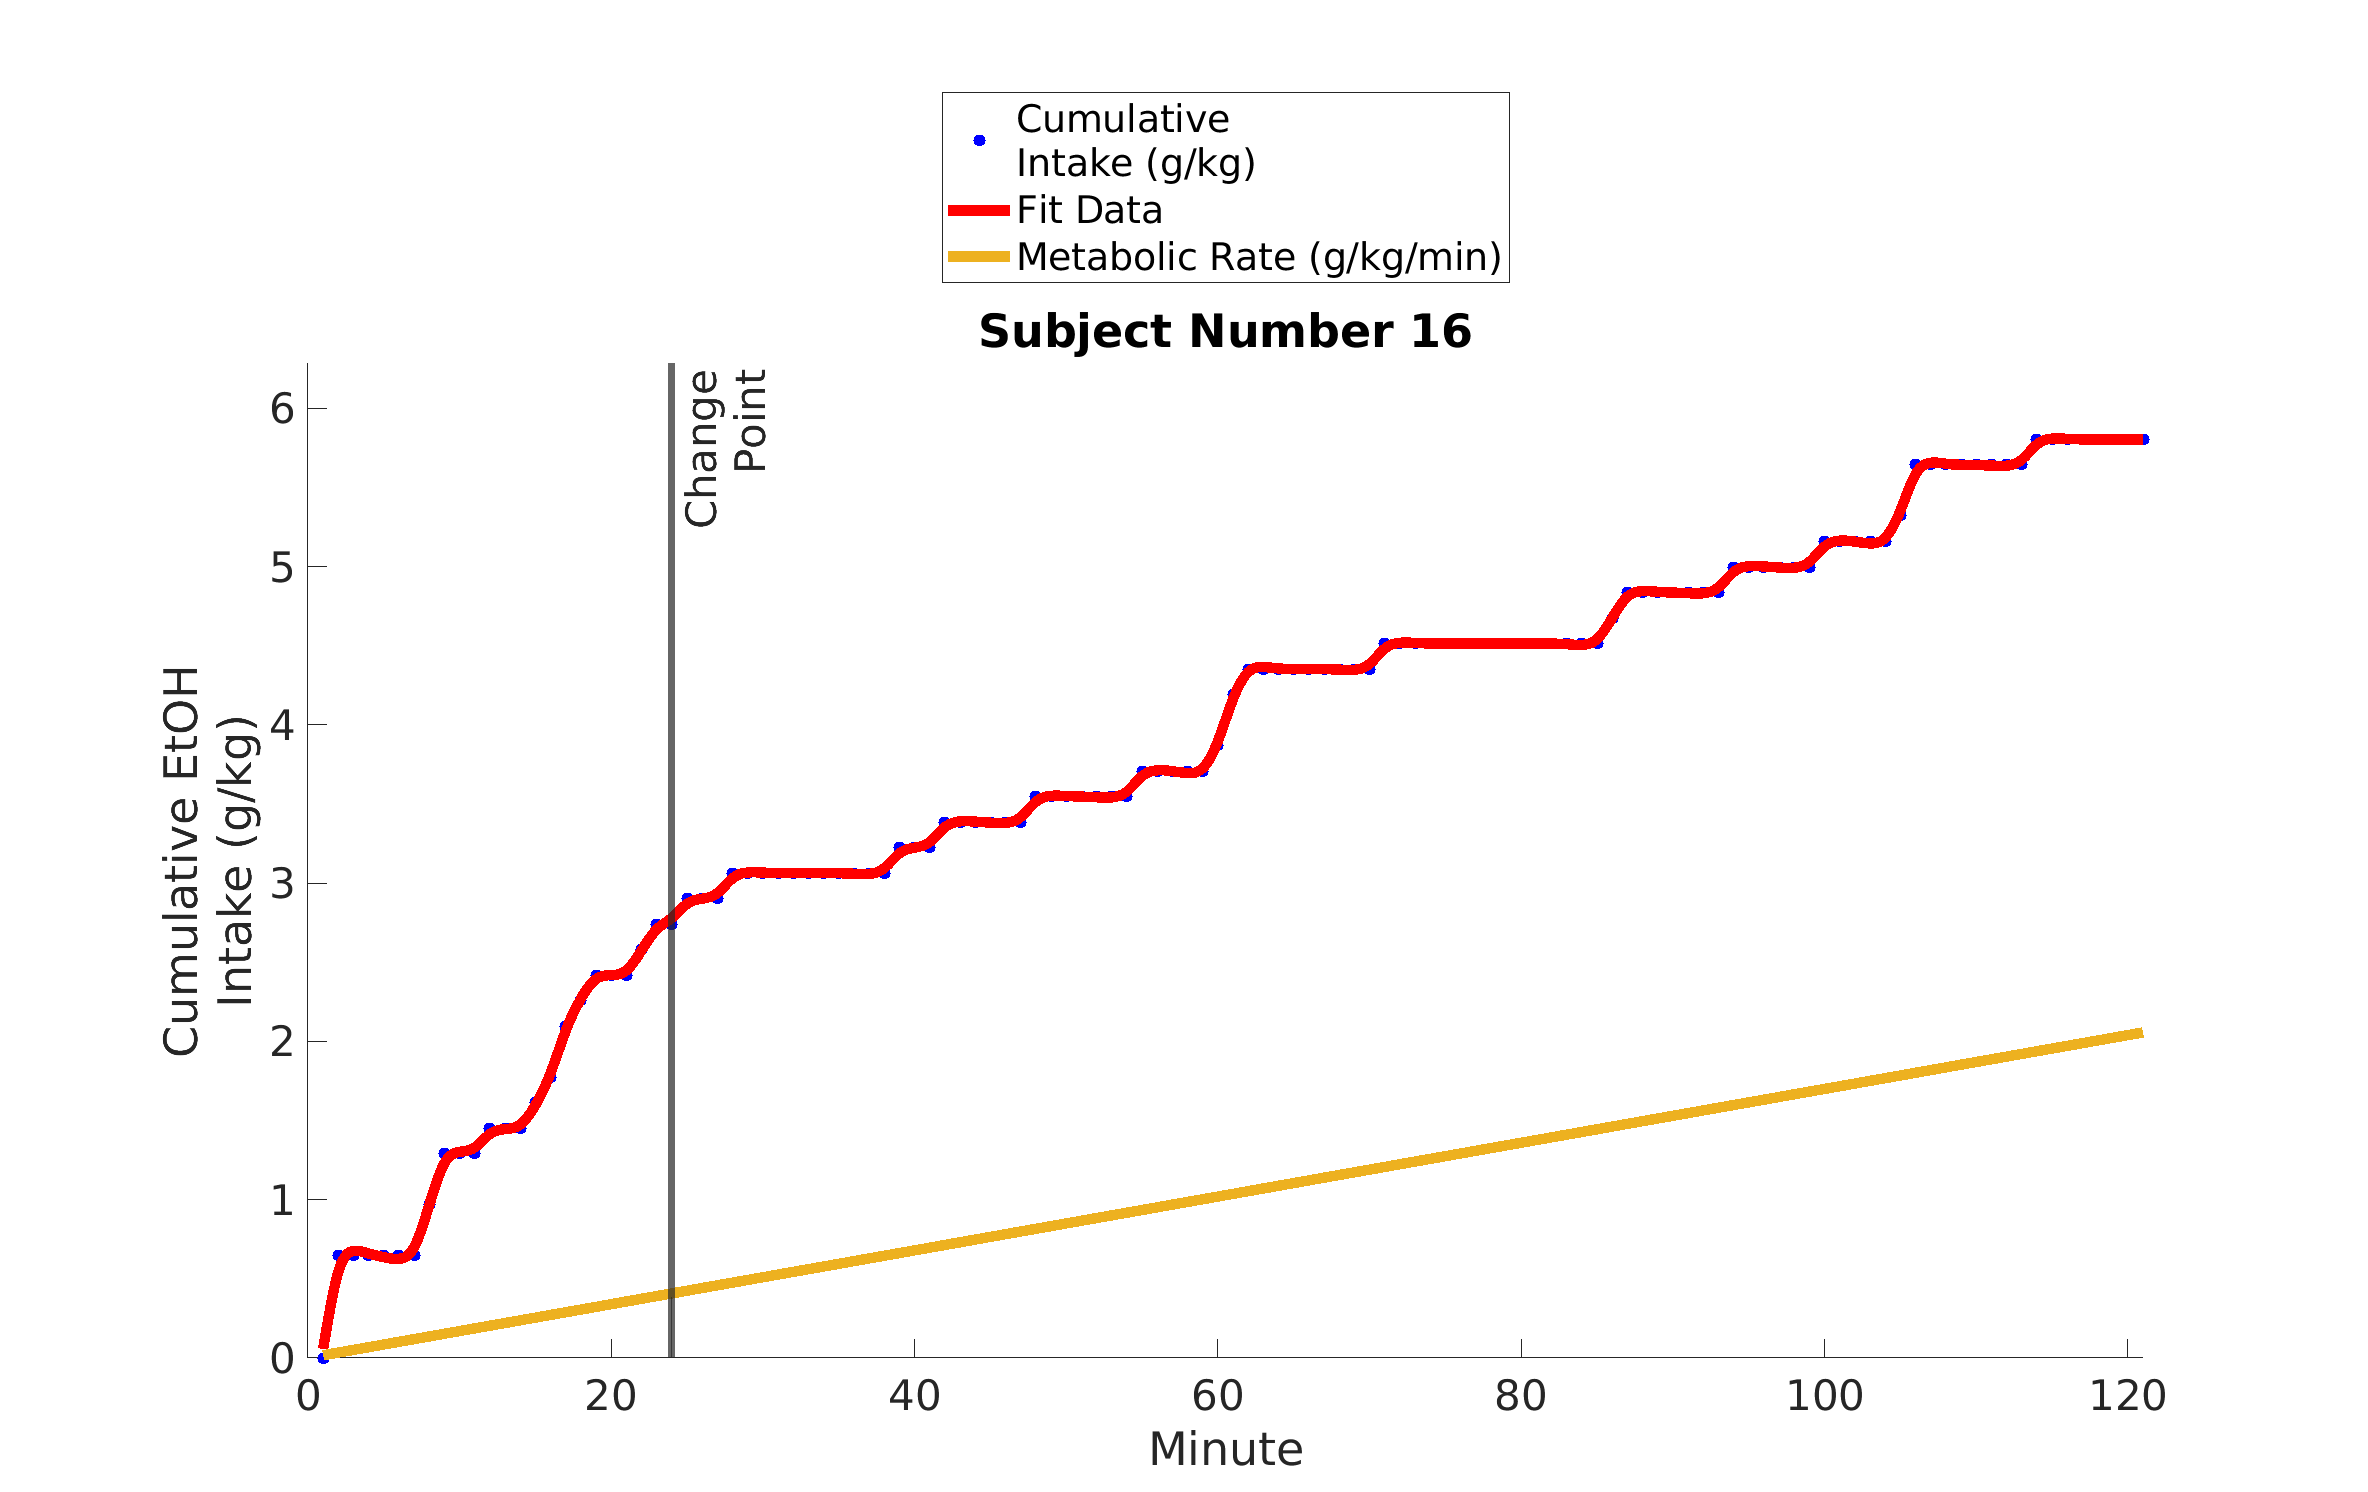 Cumulative
Intake (g/kg)
Fit Data
Metabolic Rate (g/kg/min)
Subject Number 16
Change
Point
Cumulative EtOH
Intake (g/kg)
6
5
4
3
2
1
0
0 20 40 60 80 100 120
Minute